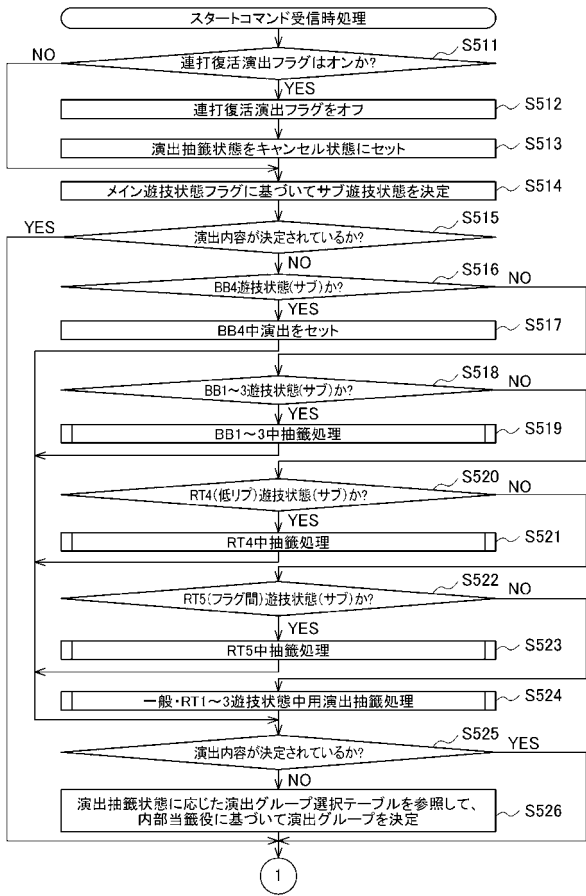 スタートコマンド受信時処理
S511
連打復活演出フラグはオンか?
NO
YES
連打復活演出フラグをオフ
S512
演出抽籤状態をキャンセル状態にセット
S513
メイン遊技状態フラグに基づいてサブ遊技状態を決定
S514
S515
演出内容が決定されているか?
YES
NO
S516
BB4遊技状態(サブ)か?
NO
YES
BB4中演出をセット
S517
S518
BB1~3遊技状態(サブ)か?
NO
YES
BB1~3中抽籤処理
S519
S520
RT4(低リプ)遊技状態(サブ)か?
NO
YES
RT4中抽籤処理
S521
S522
RT5(フラグ間)遊技状態(サブ)か?
NO
YES
RT5中抽籤処理
S523
一般・RT1~3遊技状態中用演出抽籤処理
S524
S525
演出内容が決定されているか?
YES
NO
演出抽籤状態に応じた演出グループ選択テーブルを参照して、
内部当籤役に基づいて演出グループを決定
S526
1